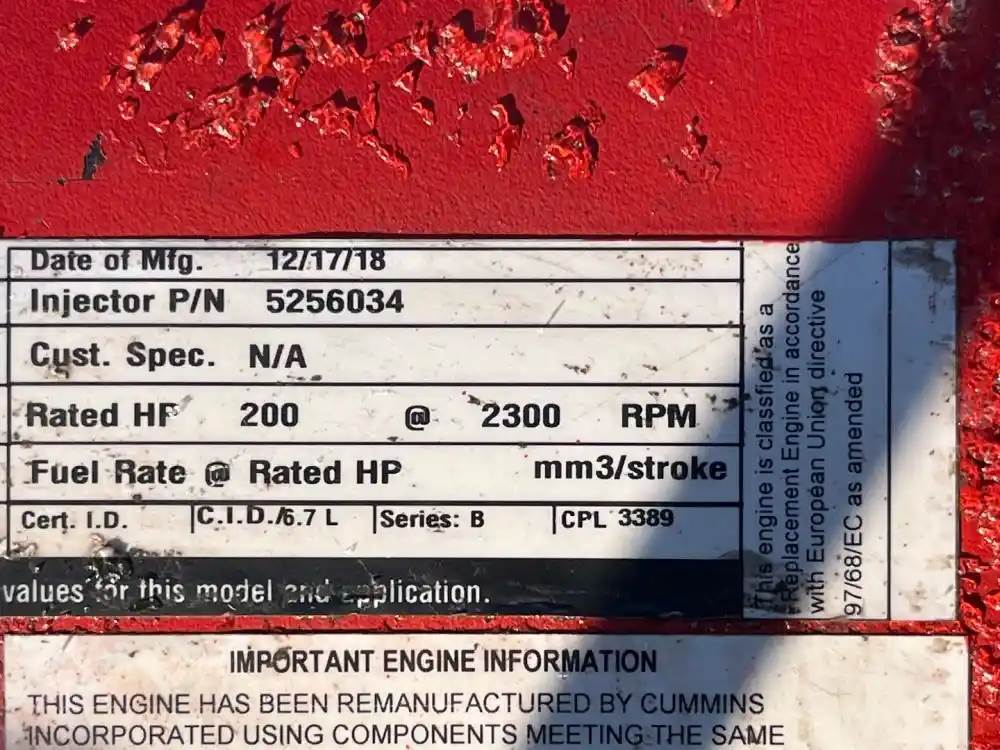 Date of Mfg. 12/17/18
Injector P/N 5256034
Cust. Spec. N/A
Rated HP 200 @ 2300 RPM
Fuel Rate @ Rated HP mm3/stroke
Cert. I.D. C.I.D./6.7 L Series: B CPL 3389
values for this model and application.
This engine is classfied as a
Replacement Engine in accordance
with European Union directive
97/68/EC as amended
IMPORTANT ENGINE INFORMATION
THIS ENGINE HAS BEEN REMANUFACTURED BY CUMMINS
INCORPORATED USING COMPONENTS MEETING THE SAME